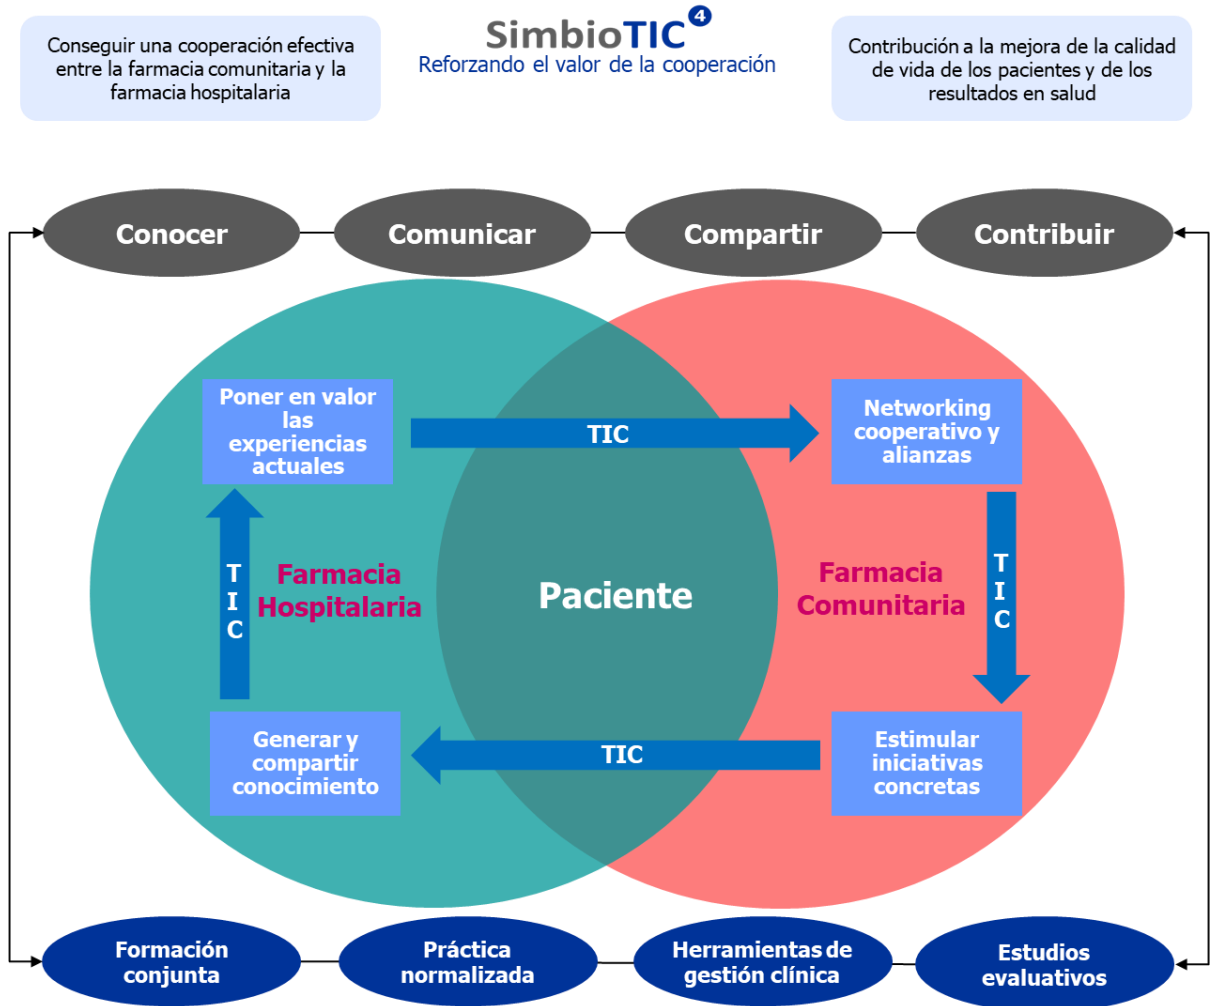 Conseguir una cooperación efectiva
entre la farmacia comunitaria y la
farmacia hospitalaria
SimbioTIC 4
Reforzando el valor de la cooperación
Contribución a la mejora de la calidad
de vida de los pacientes y de los
resultados en salud
Conocer
Comunicar
Compartir
Contribuir
Poner en valor
las
experiencias
actuales
TIC
Networking
cooperativo y
alianzas
T
I
C
Farmacia
Hospitalaria
Paciente
Farmacia
Comunitaria
T
I
C
Generar y
compartir
conocimiento
TIC
Estimular
iniciativas
concretas
Formación
conjunta
Práctica
normalizada
Herramientas de
gestión clínica
Estudios
evaluativos